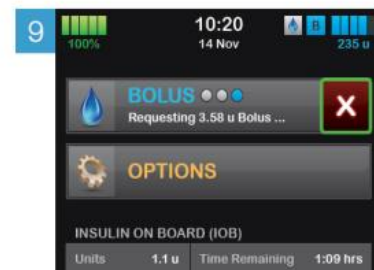 9
100%
10:20
14 Nov
B
235 u
BOLUS
Requesting 3.58 u Bolus ...
X
OPTIONS
INSULIN ON BOARD (IOB)
Units 1.1 u Time Remaining 1:09 hrs